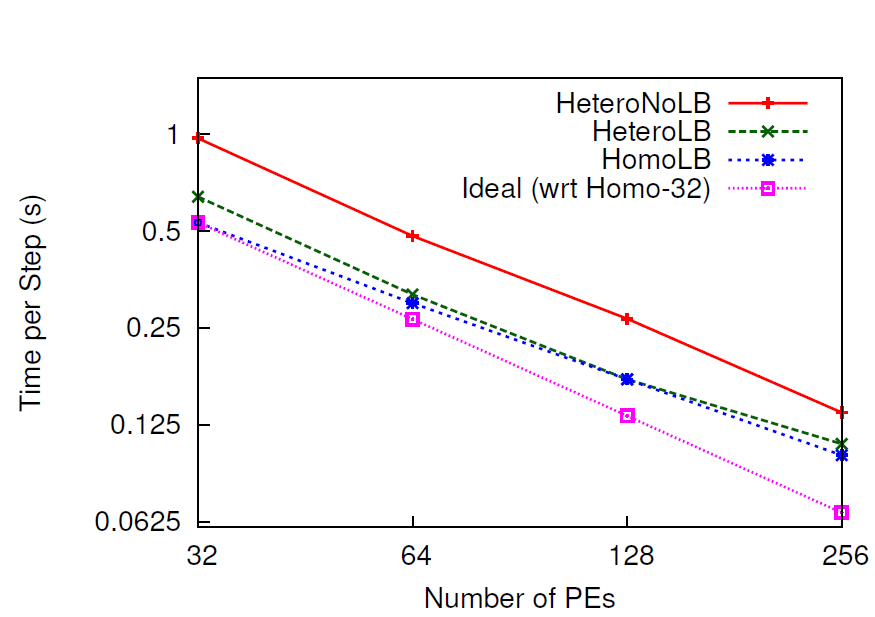 HeteroNoLB
HeteroLB
HomoLB
Ideal (wrt Homo-32)
Time per Step (s)
1
0.5
0.25
0.125
0.0625
32 64 128 256
Number of PEs